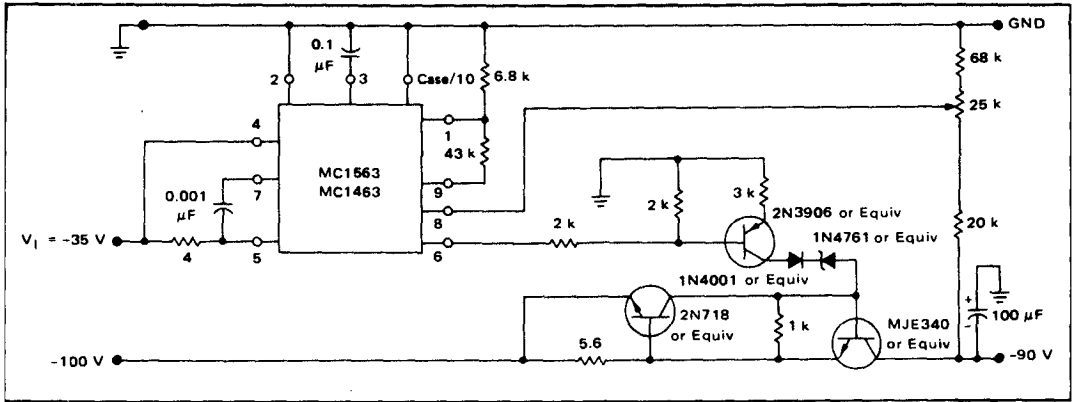 GND
0.1
μF
68 k
2
3
Case/10
6.8 k
25 k
4
1
43 k
MC1563
MC1463
0.001
μF
7
9
8
3 k
2 k
2N3906 or Equiv
2 k
20 k
V_I = -35 V
4
5
6
1N4761 or Equiv
1N4001 or Equiv
+
100 μF
-
2N718
or Equiv
1 k
MJE340
or Equiv
5.6
-100 V
-90 V